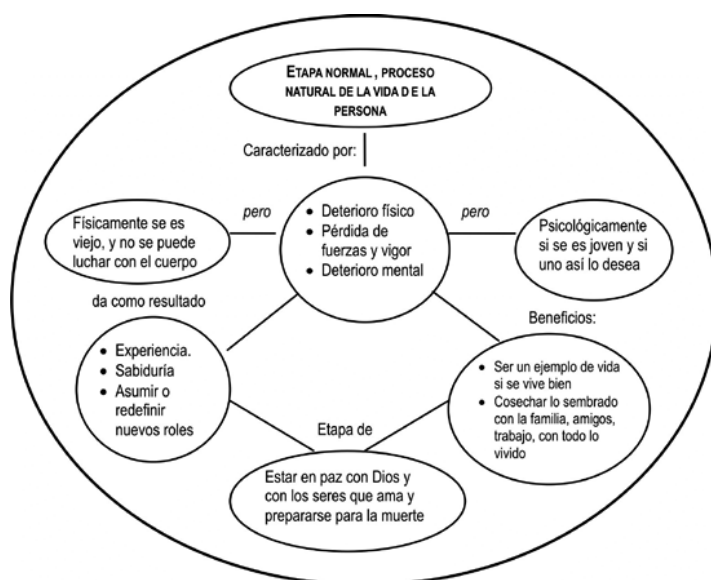 ETAPA NORMAL, PROCESO
NATURAL DE LA VIDA D E LA
PERSONA
Caracterizado por:
pero
pero
Físicamente se es
viejo, y no se puede
luchar con el cuerpo
• Deterioro físico
• Pérdida de
fuerzas y vigor
• Deterioro mental
Psicológicamente
si se es joven y si
uno así lo desea
da como resultado
Beneficios:
• Experiencia.
• Sabiduría
• Asumir o
redefinir
nuevos roles
• Ser un ejemplo de vida
si se vive bien
• Cosechar lo sembrado
con la familia, amigos,
trabajo, con todo lo
vivido
Etapa de
Estar en paz con Dios y
con los seres que ama y
prepararse para la muerte